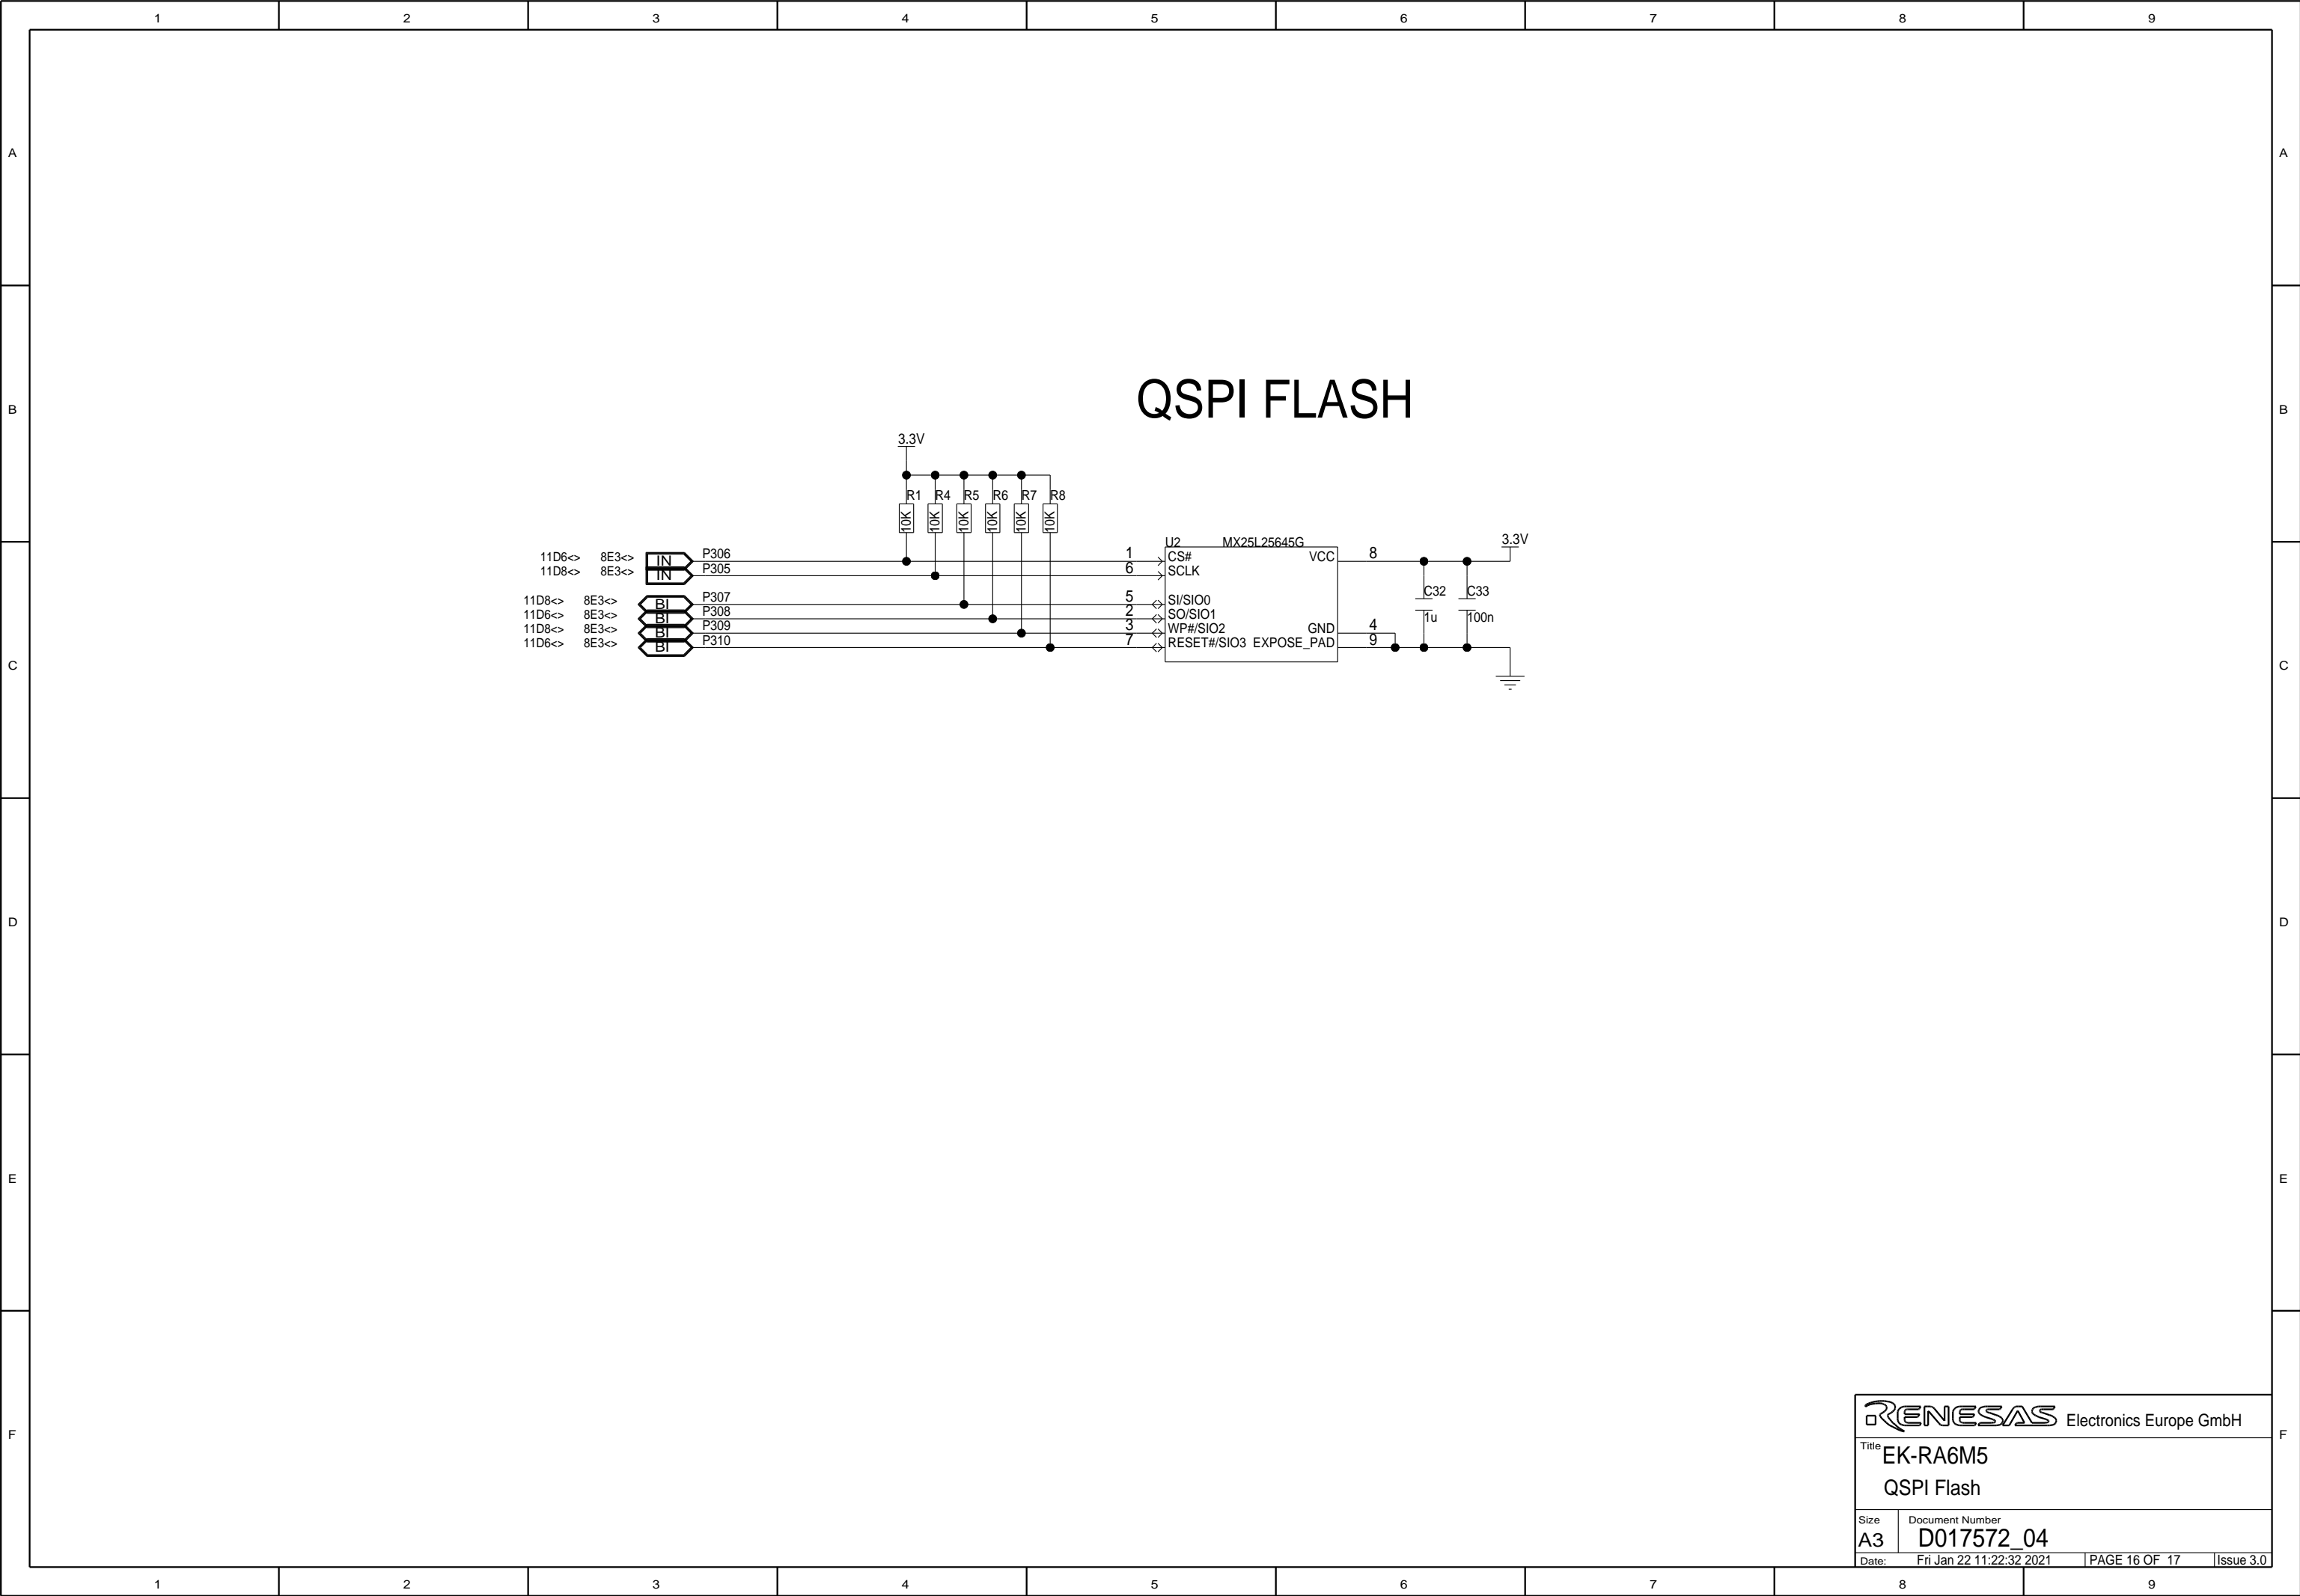 1 2 3 4 5 6 7 8 9
A A
B B
QSPI FLASH
3.3V
R1 R4 R5 R6 R7 R8
10K 10K 10K 10K 10K 10K
U2 MX25L25645G 3.3V
11D6<> 8E3<> IN P306 1 CS# VCC 8
11D8<> 8E3<> IN P305 6 SCLK
C32 C33
11D8<> 8E3<> BI P307 5 SI/SIO0
11D6<> 8E3<> BI P308 2 SO/SIO1 1u 100n
11D8<> 8E3<> BI P309 3 WP#/SIO2 GND 4
11D6<> 8E3<> BI P310 7 RESET#/SIO3 EXPOSE_PAD 9
C C
D D
E E
F F
RENESAS Electronics Europe GmbH
Title EK-RA6M5
QSPI Flash
Size Document Number
A3 D017572_04
Date: Fri Jan 22 11:22:32 2021 PAGE 16 OF 17 Issue 3.0
1 2 3 4 5 6 7 8 9